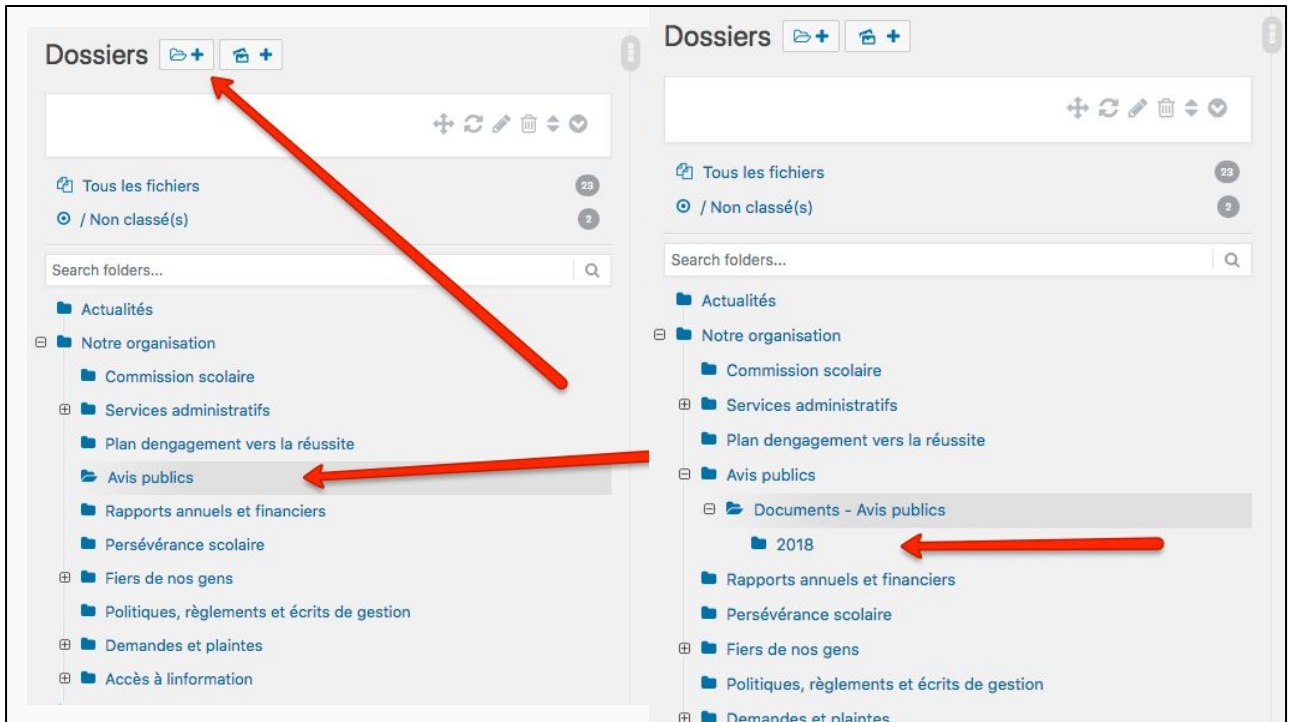 Dossiers
Tous les fichiers 23
/ Non classé(s) 2
Search folders...
Actualités
Notre organisation
Commission scolaire
Services administratifs
Plan dengagement vers la réussite
Avis publics
Rapports annuels et financiers
Persévérance scolaire
Fiers de nos gens
Politiques, règlements et écrits de gestion
Demandes et plaintes
Accès à linformation
Dossiers
Tous les fichiers 23
/ Non classé(s) 2
Search folders...
Actualités
Notre organisation
Commission scolaire
Services administratifs
Plan dengagement vers la réussite
Avis publics
Documents - Avis publics
2018
Rapports annuels et financiers
Persévérance scolaire
Fiers de nos gens
Politiques, règlements et écrits de gestion
Demandes et plaintes